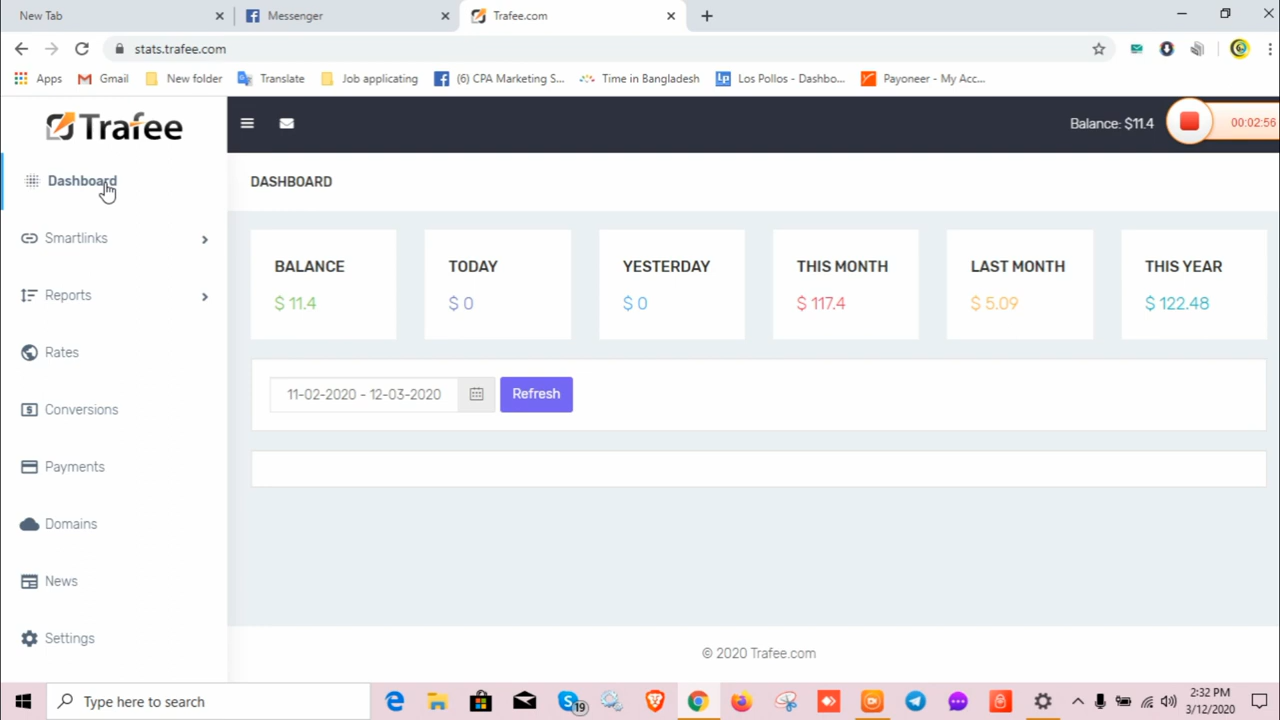 New Tab
Messenger
Trafee.com
stats.trafee.com
Apps
Gmail
New folder
Translate
Job applicating
(6) CPA Marketing S...
Time in Bangladesh
Lp
Los Pollos - Dashbo...
Payoneer - My Acc...
Trafee
Balance: $11.4
00:02:56
Dashboard
Smartlinks
Reports
Rates
Conversions
Payments
Domains
News
Settings
DASHBOARD
BALANCE
$ 11.4
TODAY
$ 0
YESTERDAY
$ 0
THIS MONTH
$ 117.4
LAST MONTH
$ 5.09
THIS YEAR
$ 122.48
11-02-2020 - 12-03-2020
Refresh
© 2020 Trafee.com
Type here to search
19
2:32 PM
3/12/2020